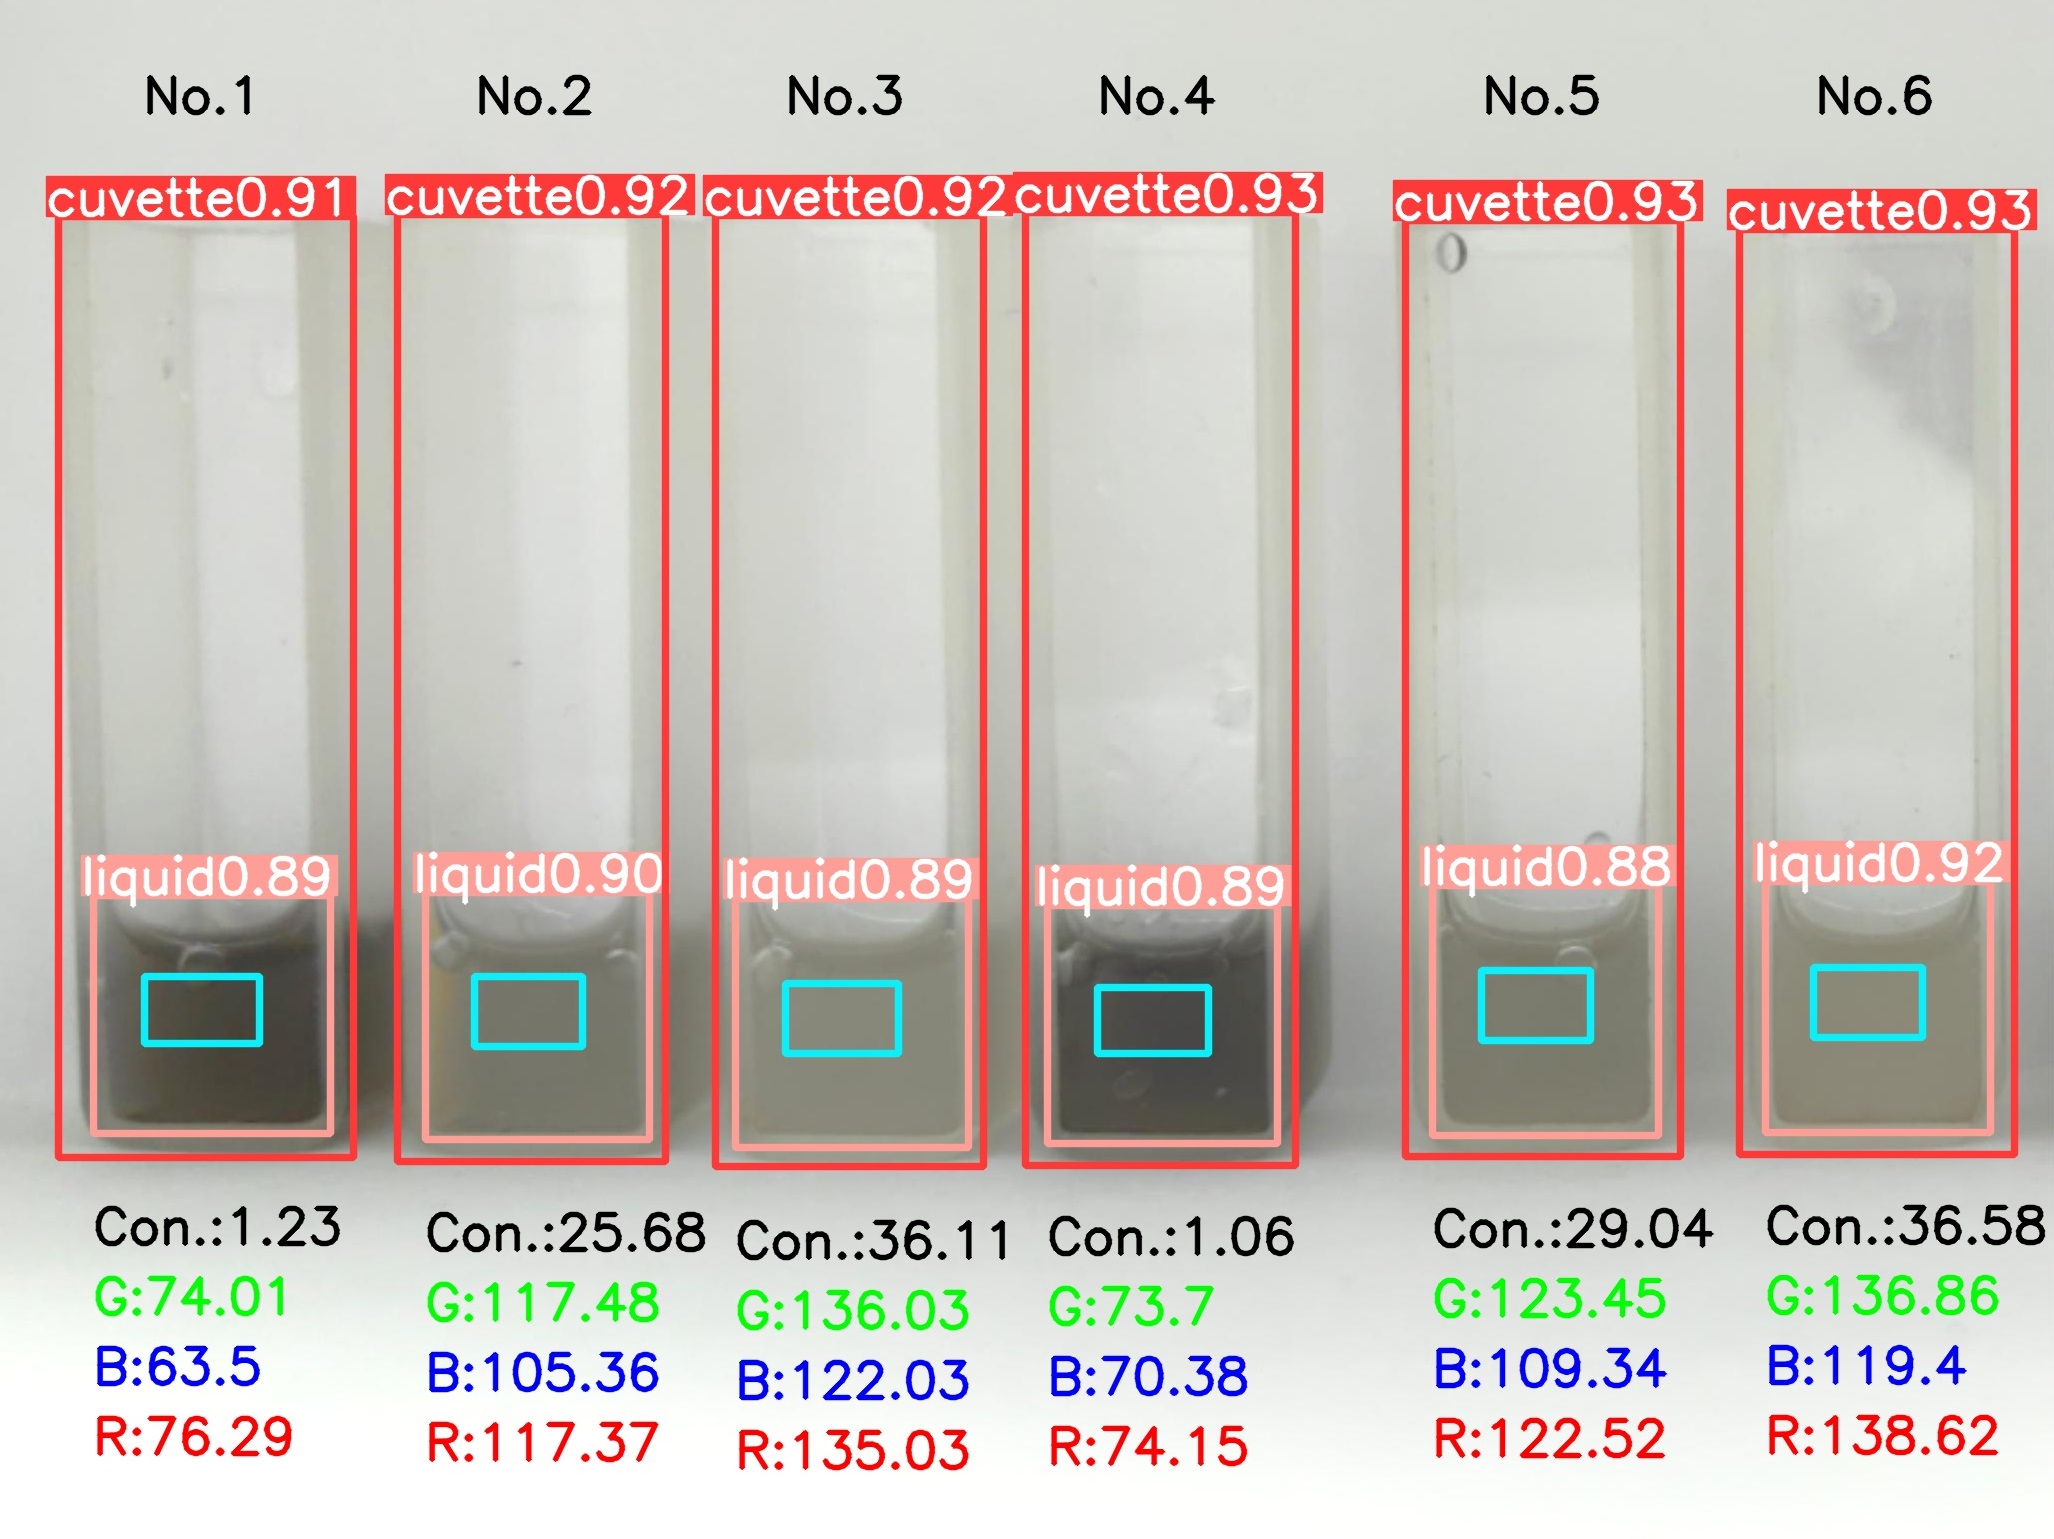 No.1 No.2 No.3 No.4 No.5 No.6
cuvette0.91 cuvette0.92 cuvette0.92 cuvette0.93 cuvette0.93 cuvette0.93
liquid0.89 liquid0.90 liquid0.89 liquid0.89 liquid0.88 liquid0.92
Con.:1.23 Con.:25.68 Con.:36.11 Con.:1.06 Con.:29.04 Con.:36.58
G:74.01 G:117.48 G:136.03 G:73.7 G:123.45 G:136.86
B:63.5 B:105.36 B:122.03 B:70.38 B:109.34 B:119.4
R:76.29 R:117.37 R:135.03 R:74.15 R:122.52 R:138.62